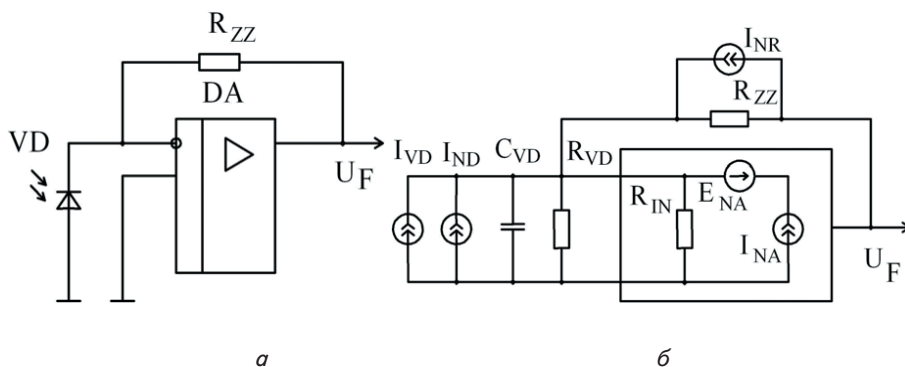 R_ZZ
DA
VD
U_F
I_NR
R_ZZ
I_VD I_ND C_VD R_VD
R_IN E_NA
I_NA
U_F
а б